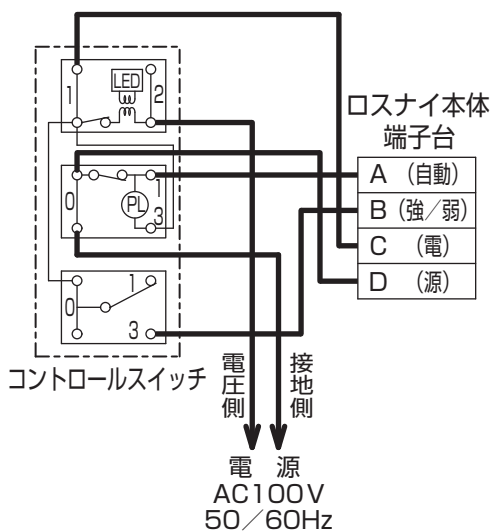 LED
1
2
PL
0
1
3
0
1
3
コントロールスイッチ
ロスナイ本体
端子台
A (自動)
B (強／弱)
C (電)
D (源)
電圧側
接地側
電 源
AC100V
50／60Hz